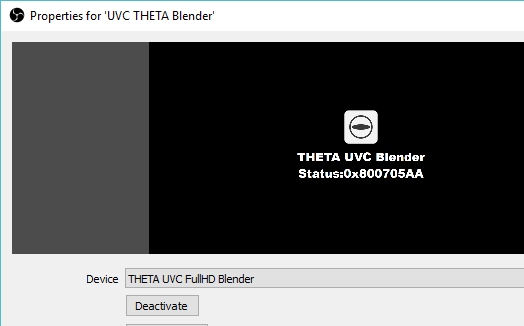 Properties for 'UVC THETA Blender'
THETA UVC Blender
Status:0x800705AA
Device THETA UVC FullHD Blender
Deactivate